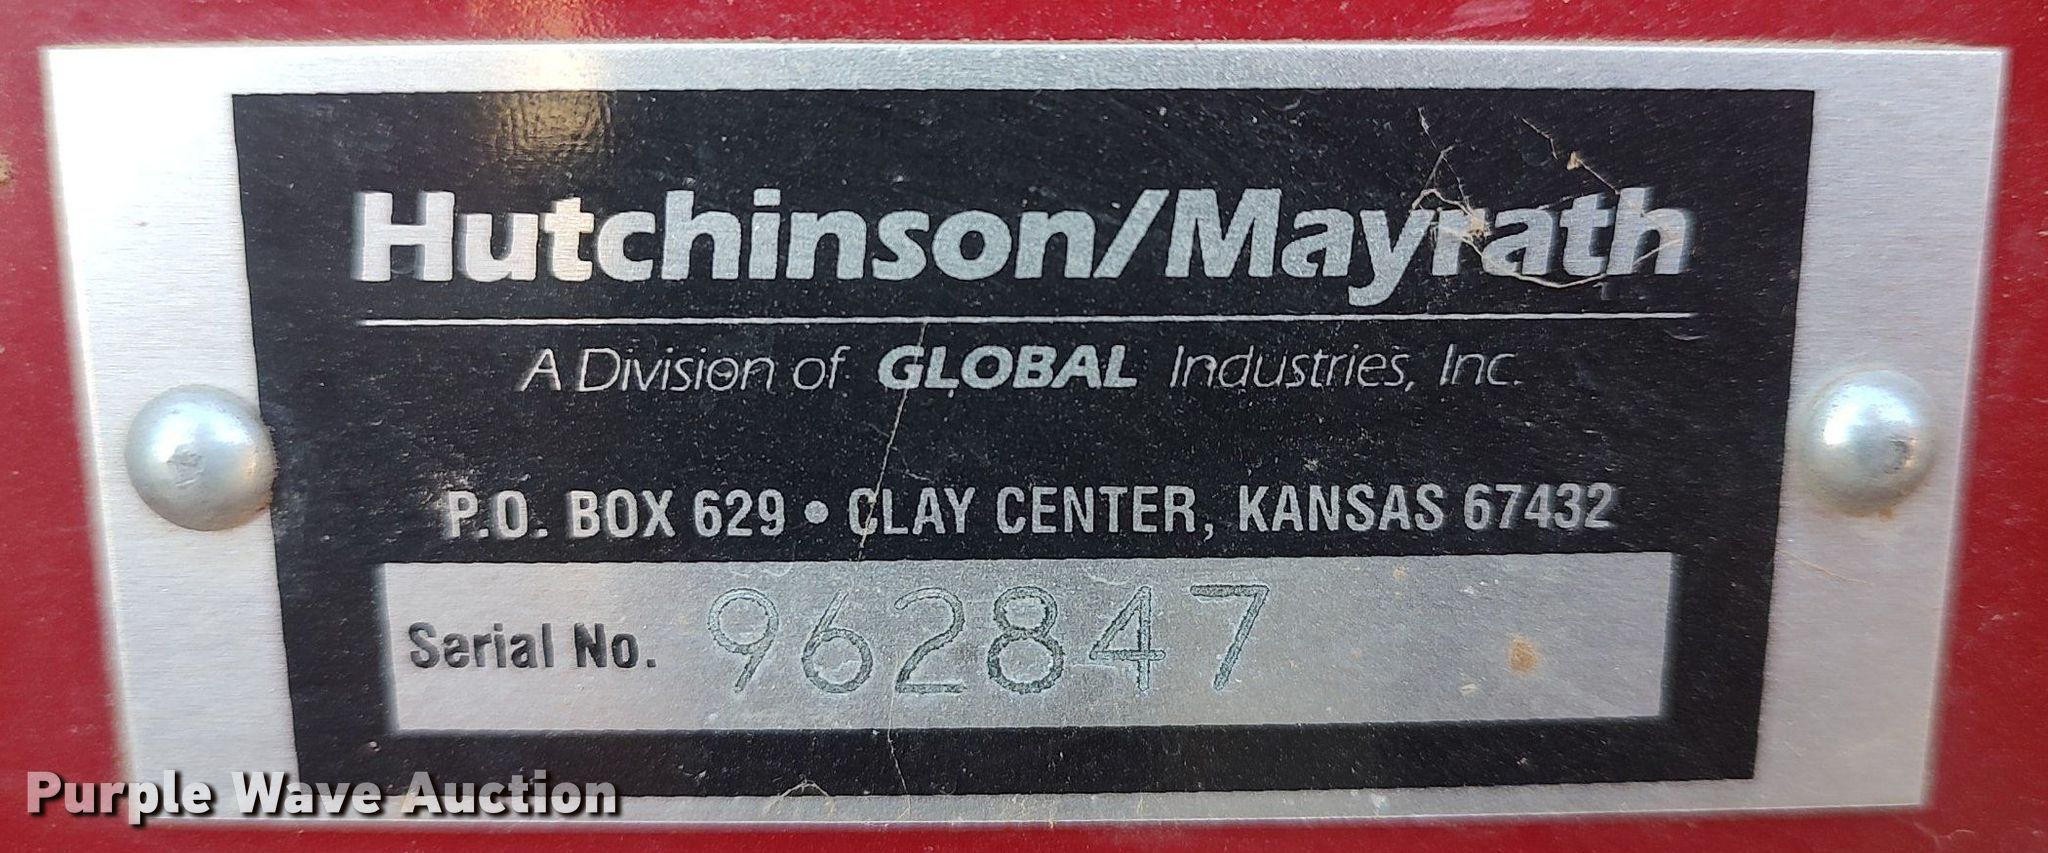 Hutchinson/Mayrath
A Division of GLOBAL Industries, Inc.
P.O. BOX 629 • CLAY CENTER, KANSAS 67432
Serial No. 962847
Purple Wave Auction